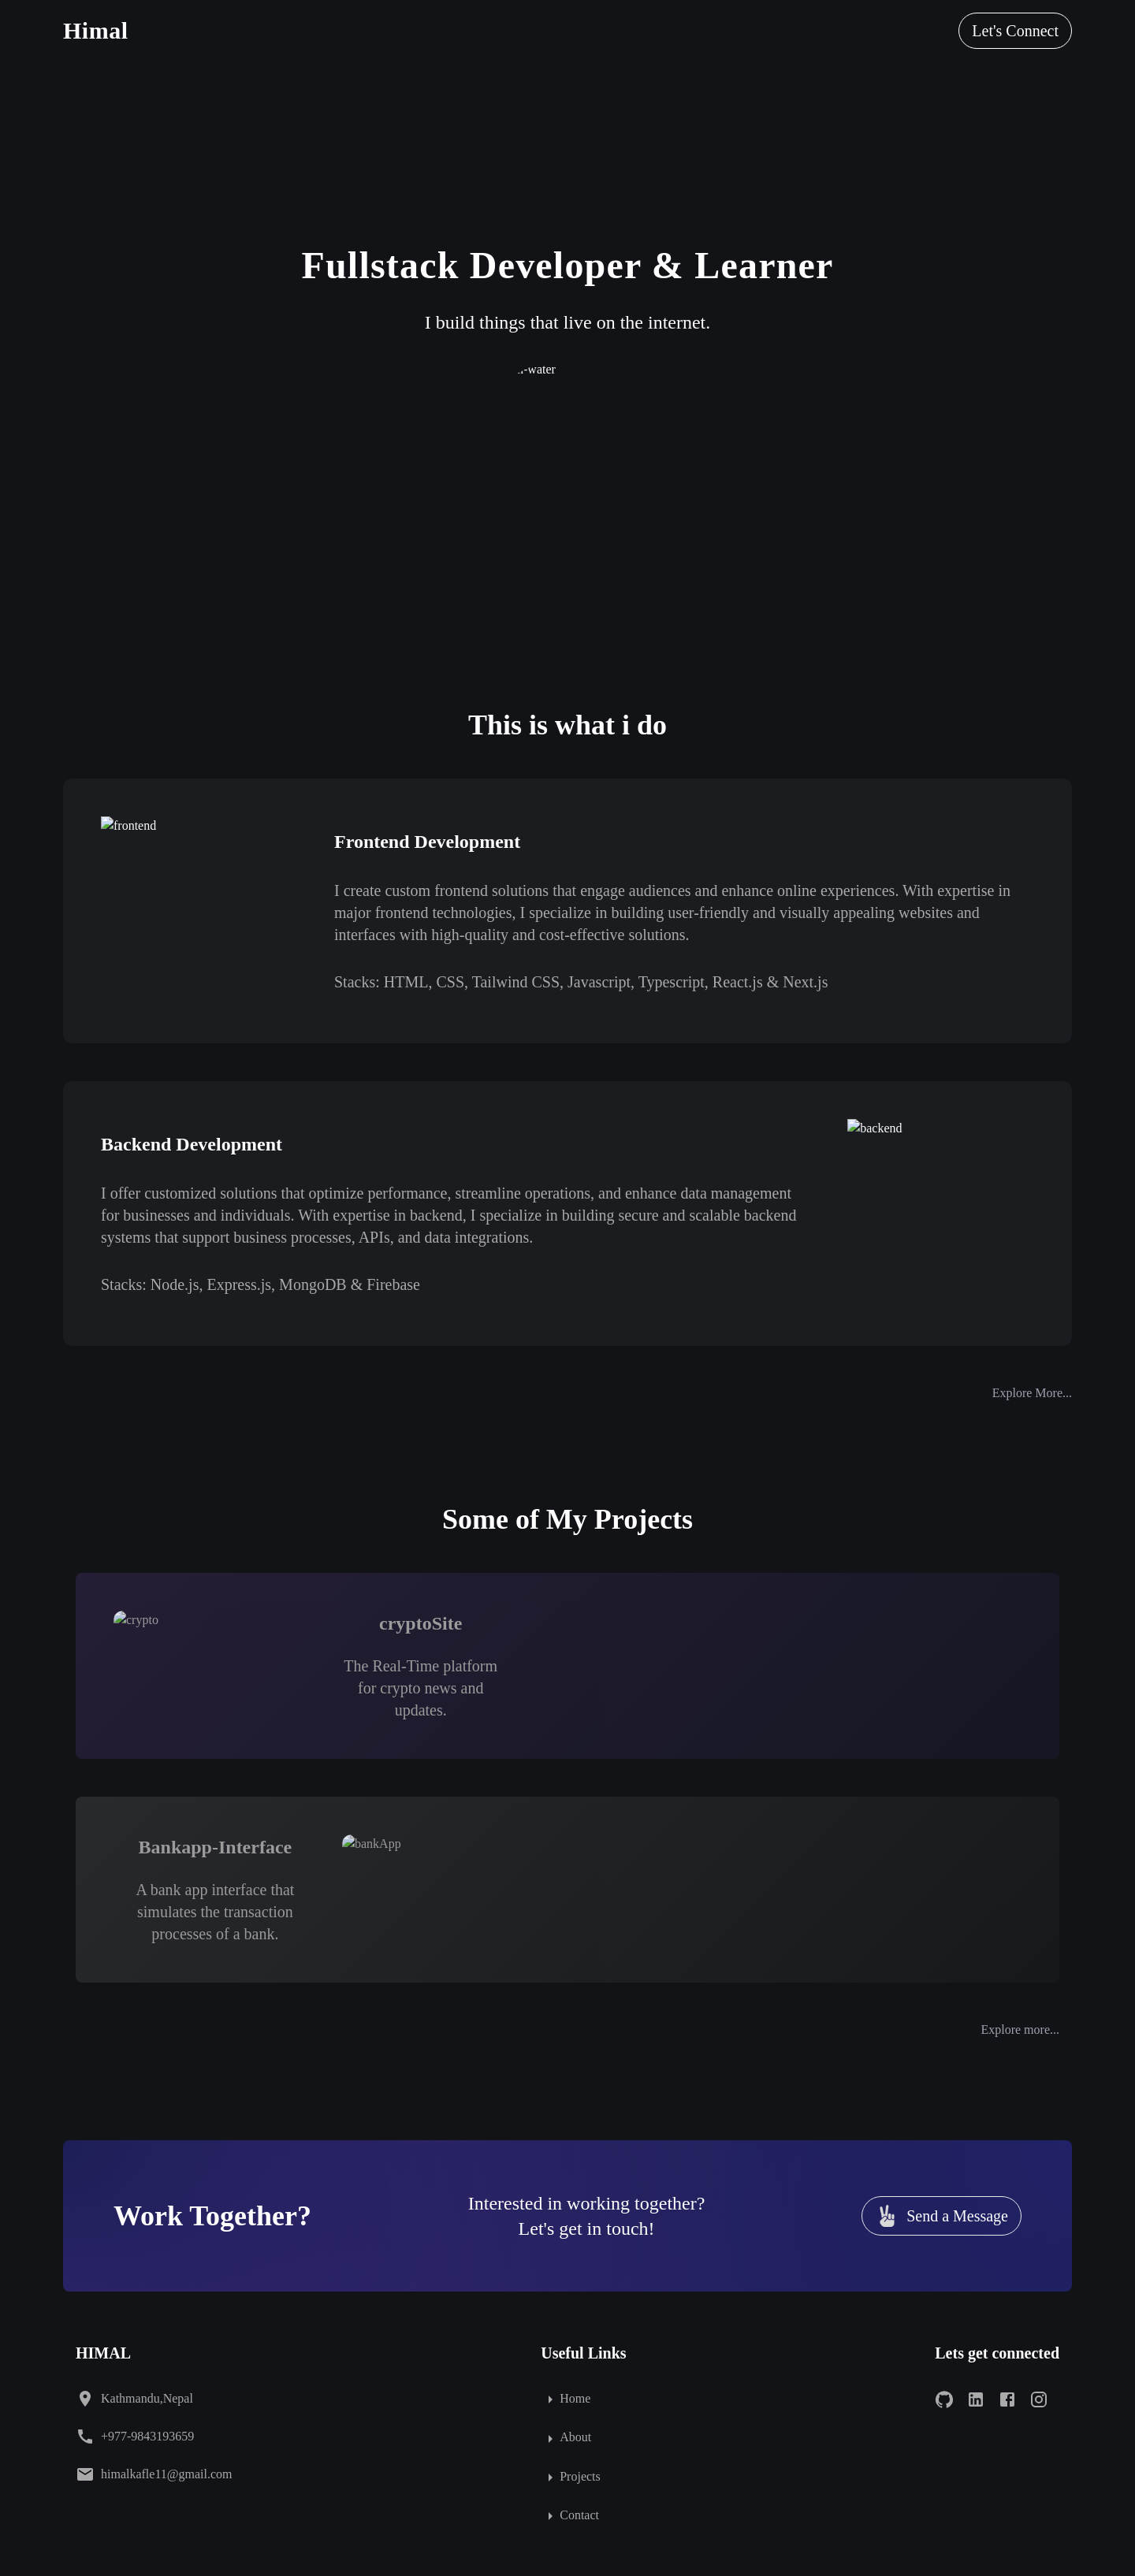 Himal
Let's Connect
Fullstack Developer & Learner
I build things that live on the internet.
-water
This is what i do
frontend
Frontend Development
I create custom frontend solutions that engage audiences and enhance online experiences. With expertise in
major frontend technologies, I specialize in building user-friendly and visually appealing websites and
interfaces with high-quality and cost-effective solutions.
Stacks: HTML, CSS, Tailwind CSS, Javascript, Typescript, React.js & Next.js
Backend Development
I offer customized solutions that optimize performance, streamline operations, and enhance data management
for businesses and individuals. With expertise in backend, I specialize in building secure and scalable backend
systems that support business processes, APIs, and data integrations.
Stacks: Node.js, Express.js, MongoDB & Firebase
backend
Explore More...
Some of My Projects
crypto
cryptoSite
The Real-Time platform
for crypto news and
updates.
Bankapp-Interface
A bank app interface that
simulates the transaction
processes of a bank.
bankApp
Explore more...
Work Together?
Interested in working together?
Let's get in touch!
Send a Message
HIMAL
Kathmandu,Nepal
+977-9843193659
himalkafle11@gmail.com
Useful Links
Home
About
Projects
Contact
Lets get connected